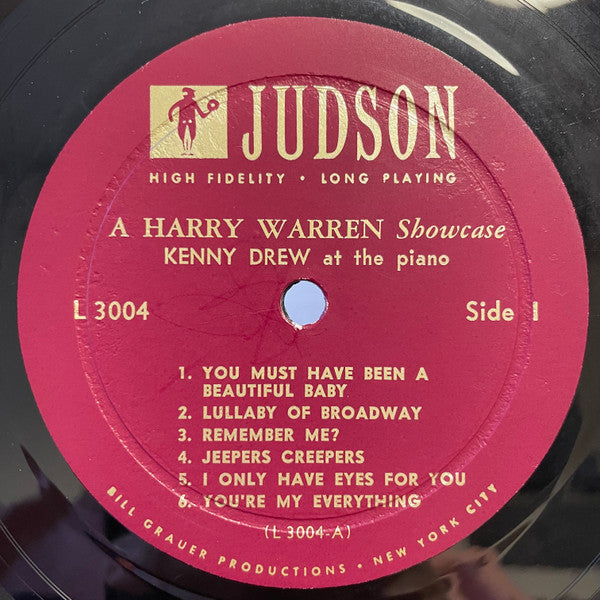 JUDSON
HIGH FIDELITY • LONG PLAYING
A HARRY WARREN Showcase
KENNY DREW at the piano
L 3004
Side 1
1. YOU MUST HAVE BEEN A
BEAUTIFUL BABY
2. LULLABY OF BROADWAY
3. REMEMBER ME?
4. JEEPERS CREEPERS
5. I ONLY HAVE EYES FOR YOU
6. YOU'RE MY EVERYTHING
(L 3004-A)
BILL GRAUER PRODUCTIONS • NEW YORK CITY